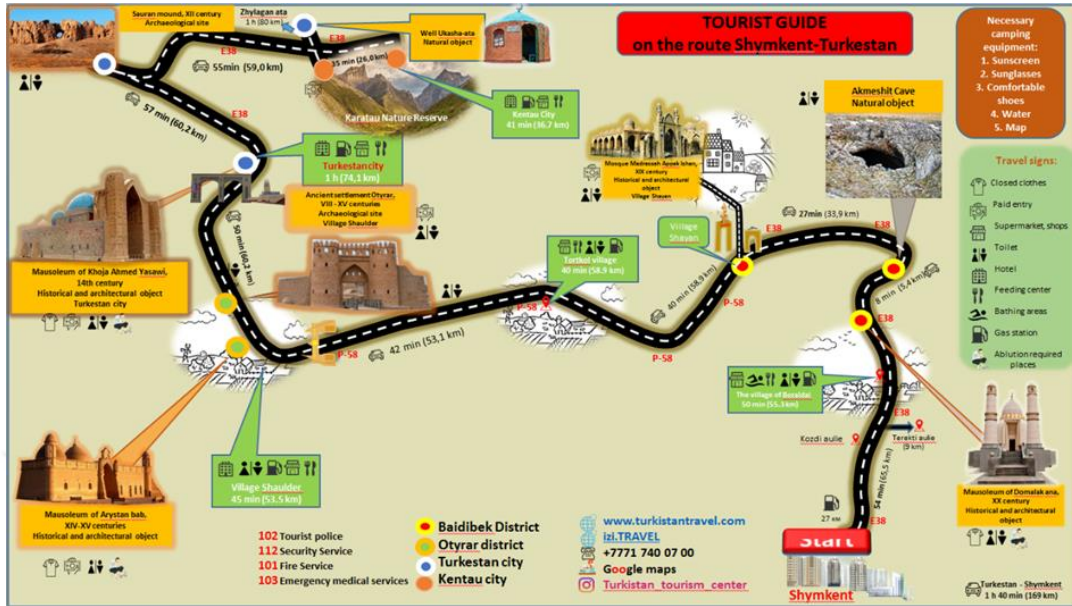 Sauran mound, XII century
Archaeological site
Zhylagan ata
1 h (80 km)
E38
E38
55min (59,0 km)
35 min (26,0 km)
Well Ukasha-ata
Natural object
TOURIST GUIDE
on the route Shymkent-Turkestan
Necessary
camping
equipment:
1. Sunscreen
2. Sunglasses
3. Comfortable
shoes
4. Water
5. Map
Karatau Nature Reserve
Kentau City
41 min (36.7 km)
57 min (60,2 km)
E38
Turkestan city
1 h (74,1 km)
Akmeshit Cave
Natural object
Mosque Madrassah Appak Ishan,
XIX century
Historical and architectural
object
Village Shayan
Travel signs:
Closed clothes
Paid entry
Supermarket, shops
Toilet
Hotel
Feeding center
Bathing areas
Gas station
Ablution required
places
Ancient settlement Otyrar,
VIII - XV centuries
Archaeological site
Village Shaulder
50 min (60,2 km)
Mausoleum of Khoja Ahmed Yasawi,
14th century
Historical and architectural object
Turkestan city
Village
Shayan
27min (33,9 km)
E38
E38
8 min (5,4 km)
E38
Tortkol village
40 min (58.9 km)
P-58
40 min (58,9 km)
P-58
P-58
P-58
42 min (53,1 km)
The village of Boraldai
50 min (55.3 km)
E38
Kozdi aulie
Terekti aulie
(9 km)
54 min (65,5 km)
E38
27 км
Start
Shymkent
Mausoleum of Arystan bab,
XIV-XV centuries
Historical and architectural object
Village Shaulder
45 min (53.5 km)
Mausoleum of Domalak ana,
XX century
Historical and architectural
object
102 Tourist police
112 Security Service
101 Fire Service
103 Emergency medical services
Baidibek District
Otyrar district
Turkestan city
Kentau city
www.turkistantravel.com
izi.TRAVEL
+7771 740 07 00
Google maps
Turkistan_tourism_center
Turkestan - Shymkent
1 h 40 min (169 km)